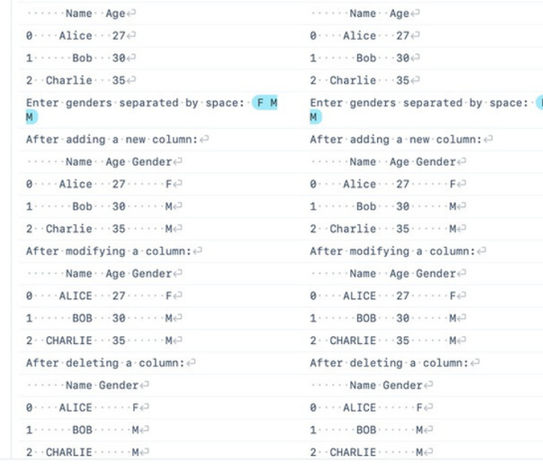 Name Age
0 Alice 27
1 Bob 30
2 Charlie 35
Enter genders separated by space: F M
M
After adding a new column:
Name Age Gender
0 Alice 27 F
1 Bob 30 M
2 Charlie 35 M
After modifying a column:
Name Age Gender
0 ALICE 27 F
1 BOB 30 M
2 CHARLIE 35 M
After deleting a column:
Name Gender
0 ALICE F
1 BOB M
2 CHARLIE M
Name Age
0 Alice 27
1 Bob 30
2 Charlie 35
Enter genders separated by space:
M
After adding a new column:
Name Age Gender
0 Alice 27 F
1 Bob 30 M
2 Charlie 35 M
After modifying a column:
Name Age Gender
0 ALICE 27 F
1 BOB 30 M
2 CHARLIE 35 M
After deleting a column:
Name Gender
0 ALICE F
1 BOB M
2 CHARLIE M